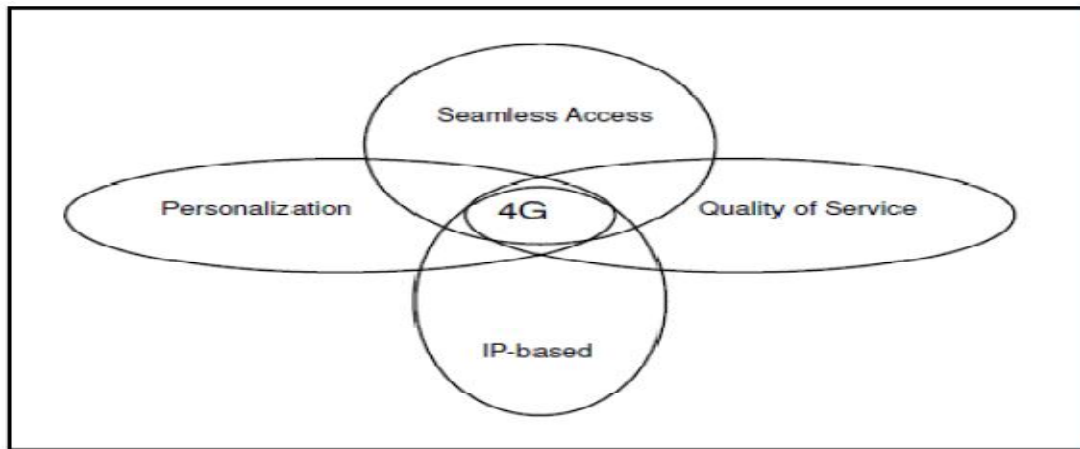 Seamless Access
Personalization
4G
Quality of Service
IP-based